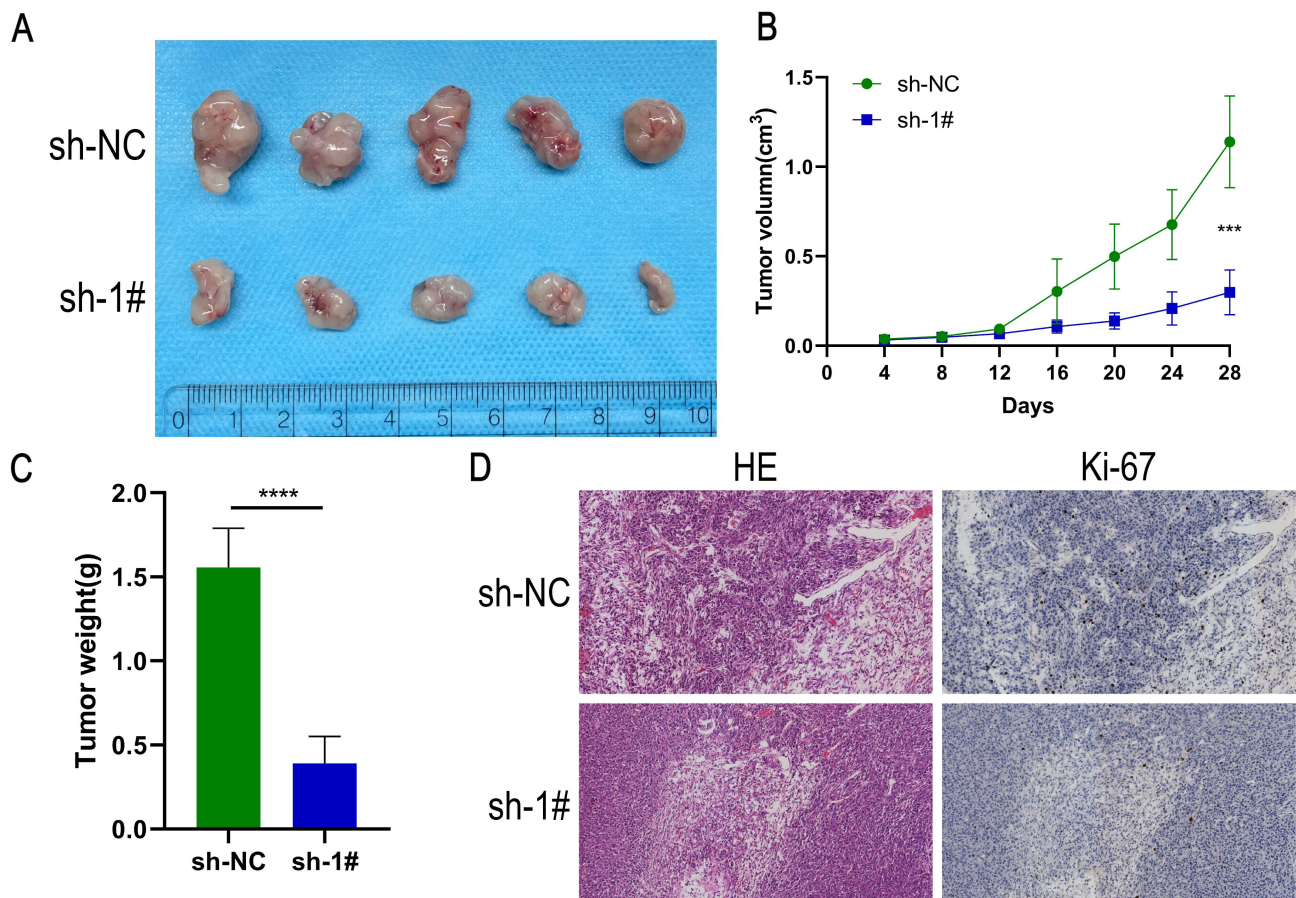 A
sh-NC
sh-1#
0 1 2 3 4 5 6 7 8 9 10
B
sh-NC
sh-1#
Tumor volumn(cm³)
1.5
1.0
0.5
0.0
***
0 4 8 12 16 20 24 28
Days
C
Tumor weight(g)
2.0
1.5
1.0
0.5
0.0
****
sh-NC sh-1#
D
HE Ki-67
sh-NC
sh-1#